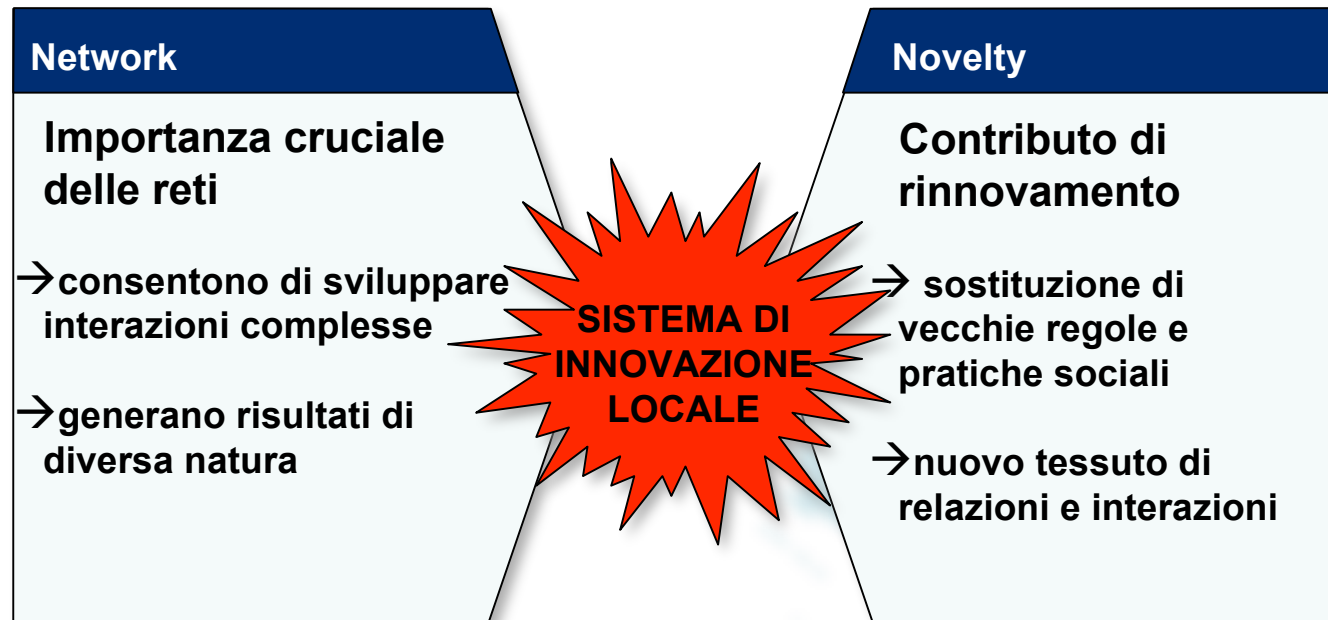 Network
Importanza cruciale
delle reti
→consentono di sviluppare
interazioni complesse
→generano risultati di
diversa natura
SISTEMA DI
INNOVAZIONE
LOCALE
Novelty
Contributo di
rinnovamento
→ sostituzione di
vecchie regole e
pratiche sociali
→nuovo tessuto di
relazioni e interazioni